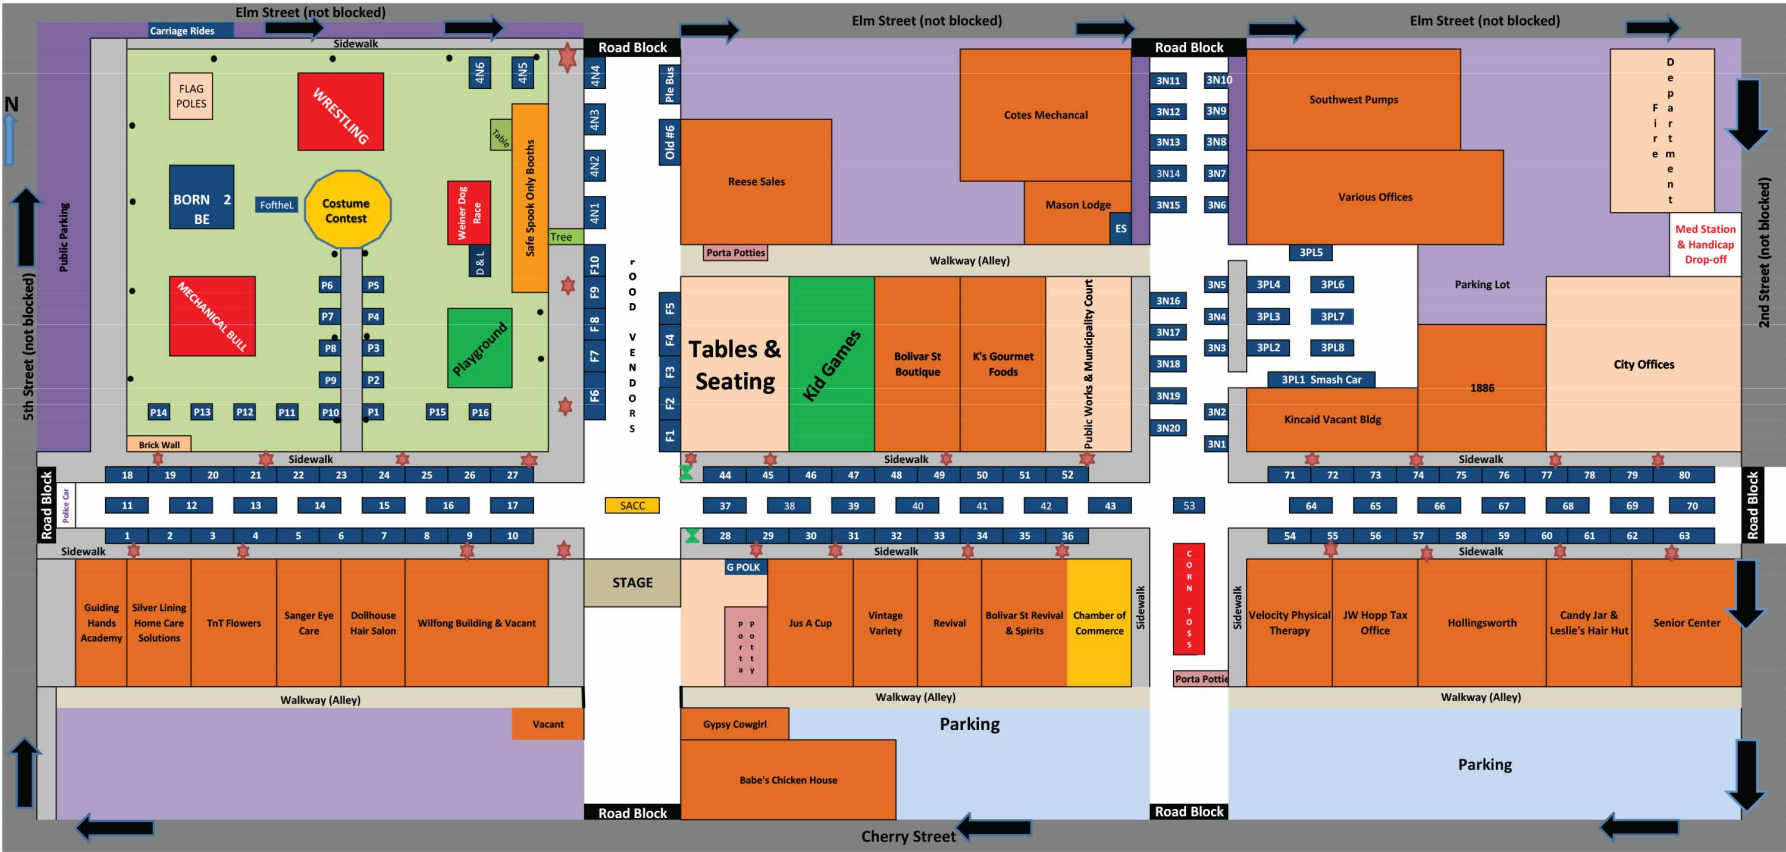 Elm Street (not blocked)
Elm Street (not blocked)
Elm Street (not blocked)
Carriage Rides
Sidewalk
Road Block
Road Block
N
5th Street (not blocked)
Public Parking
FLAG
POLES
WRESTLING
4N6
4N5
Table
Safe Spook Only Booths
BORN 2
BE
FoftheL
Costume
Contest
Weiner Dog
Race
D & L
Tree
MECHANICAL BULL
Playground
P6
P5
P7
P4
P8
P3
P9
P2
P14
P13
P12
P11
P10
P1
P15
P16
Brick Wall
Sidewalk
4N4
4N3
4N2
4N1
F10
F9
F8
F7
F6
FOOD VENDORS
Ple Bus
Old #6
F5
F4
F3
F2
F1
Reese Sales
Cotes Mechancal
Mason Lodge
ES
Porta Potties
Walkway (Alley)
Tables &
Seating
Kid Games
Bolivar St
Boutique
K's Gourmet
Foods
Public Works & Municipality Court
Sidewalk
3N11
3N12
3N13
3N14
3N15
3N16
3N17
3N18
3N19
3N20
3N10
3N9
3N8
3N7
3N6
3N5
3N4
3N3
3N2
3N1
Southwest Pumps
Various Offices
Fire
Department
Med Station
& Handicap
Drop-off
2nd Street (not blocked)
3PL5
3PL4
3PL6
3PL3
3PL7
3PL2
3PL8
3PL1 Smash Car
Parking Lot
Kincaid Vacant Bldg
1886
City Offices
Sidewalk
Road Block
Police Car
18 19 20 21 22 23 24 25 26 27
11 12 13 14 15 16 17
1 2 3 4 5 6 7 8 9 10
SACC
44 45 46 47 48 49 50 51 52
37 38 39 40 41 42 43
28 29 30 31 32 33 34 35 36
53
71 72 73 74 75 76 77 78 79 80
64 65 66 67 68 69 70
54 55 56 57 58 59 60 61 62 63
Road Block
Sidewalk
Guiding
Hands
Academy
Silver Lining
Home Care
Solutions
TnT Flowers
Sanger Eye
Care
Dollhouse
Hair Salon
Wilfong Building & Vacant
STAGE
Sidewalk
G POLK
Porta
Potty
Jus A Cup
Vintage
Variety
Revival
Bolivar St Revival
& Spirits
Chamber of
Commerce
Sidewalk
CORN TOSS
Porta Pottie
Sidewalk
Sidewalk
Velocity Physical
Therapy
JW Hopp Tax
Office
Hollingsworth
Candy Jar &
Leslie's Hair Hut
Senior Center
Walkway (Alley)
Walkway (Alley)
Walkway (Alley)
Vacant
Gypsy Cowgirl
Babe's Chicken House
Parking
Parking
Road Block
Road Block
Cherry Street